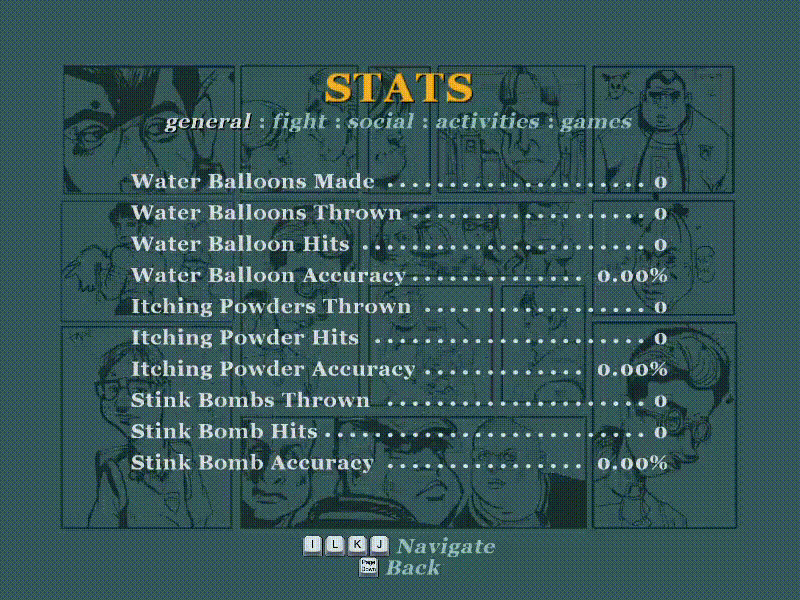 STATS
general : fight : social : activities : games
Water Balloons Made . . . . . . . . . . . . . . . . . . . . . 0
Water Balloons Thrown . . . . . . . . . . . . . . . . . . . 0
Water Balloon Hits . . . . . . . . . . . . . . . . . . . . . . . 0
Water Balloon Accuracy . . . . . . . . . . . . . . 0.00%
Itching Powders Thrown . . . . . . . . . . . . . . . . . . 0
Itching Powder Hits . . . . . . . . . . . . . . . . . . . . . . 0
Itching Powder Accuracy . . . . . . . . . . . . . 0.00%
Stink Bombs Thrown . . . . . . . . . . . . . . . . . . . . . 0
Stink Bomb Hits . . . . . . . . . . . . . . . . . . . . . . . . . . 0
Stink Bomb Accuracy . . . . . . . . . . . . . . . . 0.00%
I L K J Navigate
Page Down Back